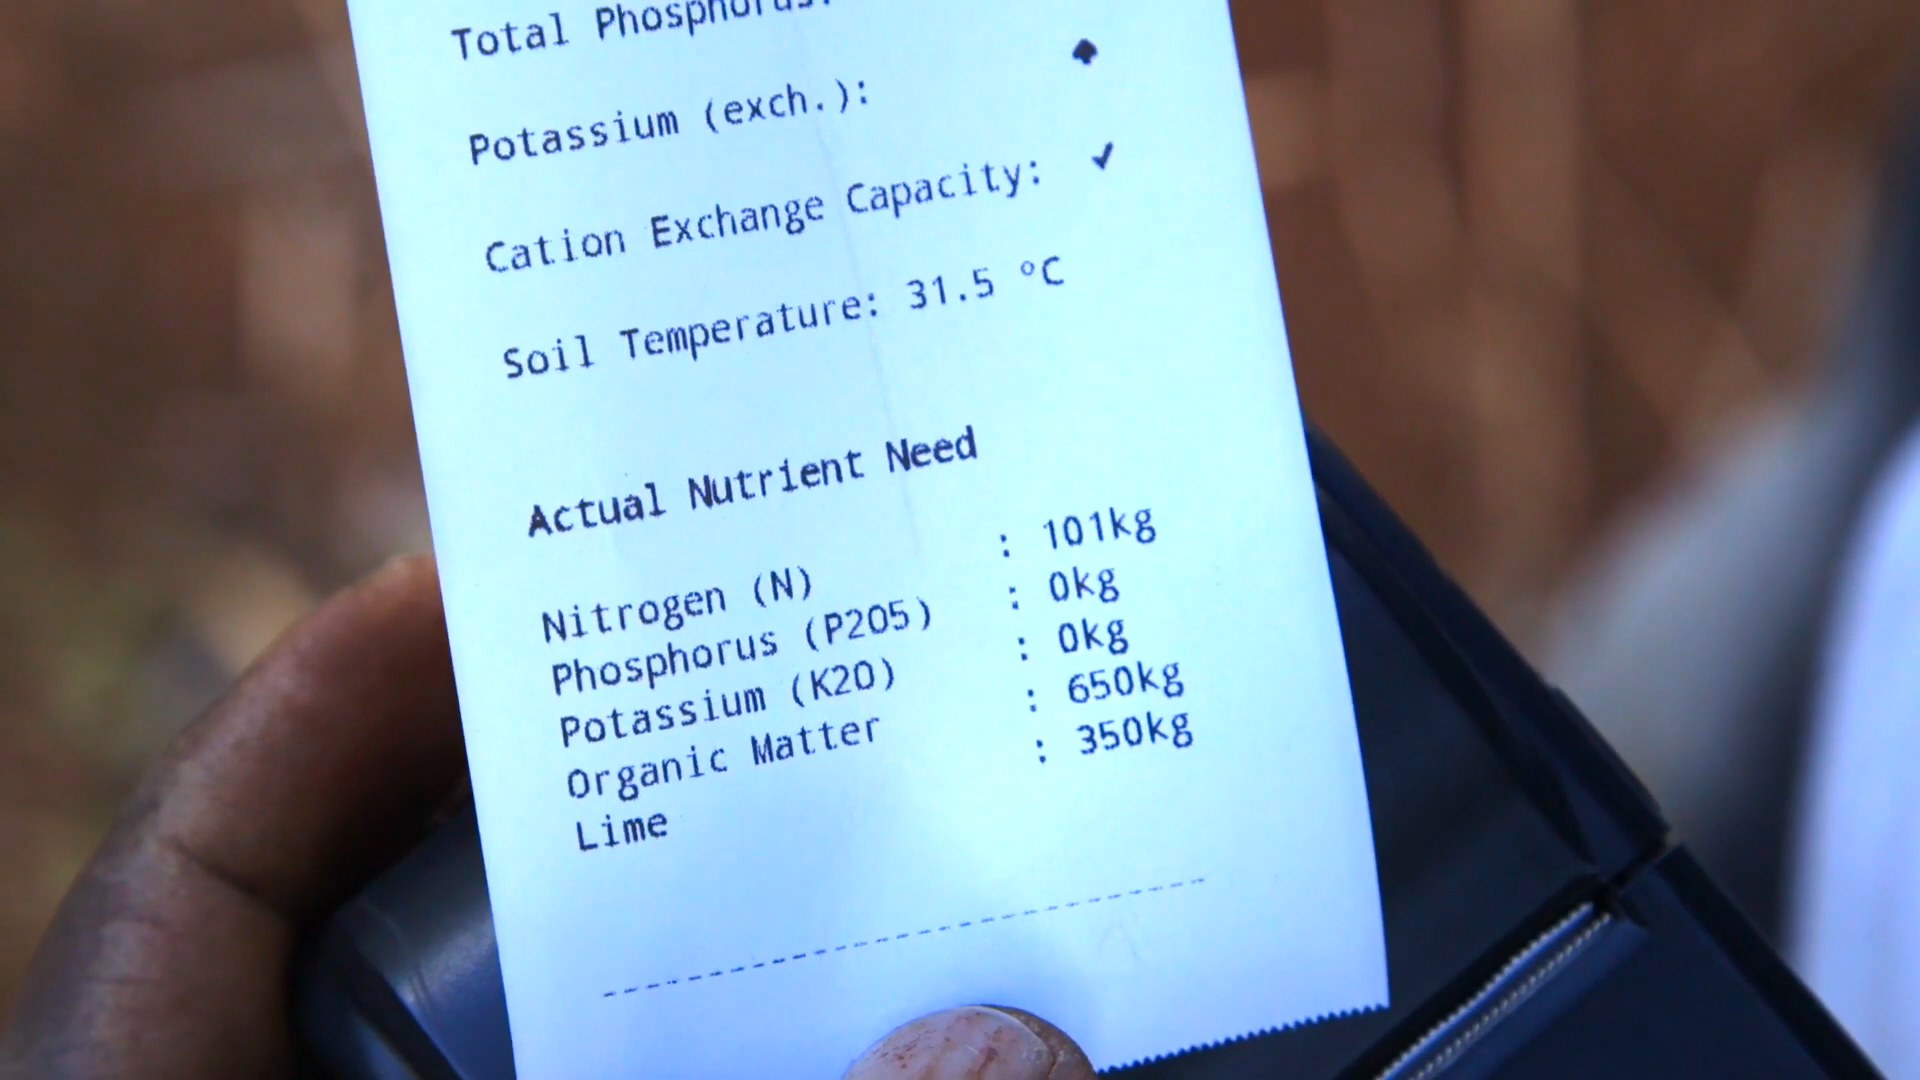 Total Phosphorus:
Potassium (exch.):
Cation Exchange Capacity: ✓
Soil Temperature: 31.5 °C
Actual Nutrient Need
Nitrogen (N) : 101kg
Phosphorus (P2O5) : 0kg
Potassium (K2O) : 0kg
Organic Matter : 650kg
Lime : 350kg